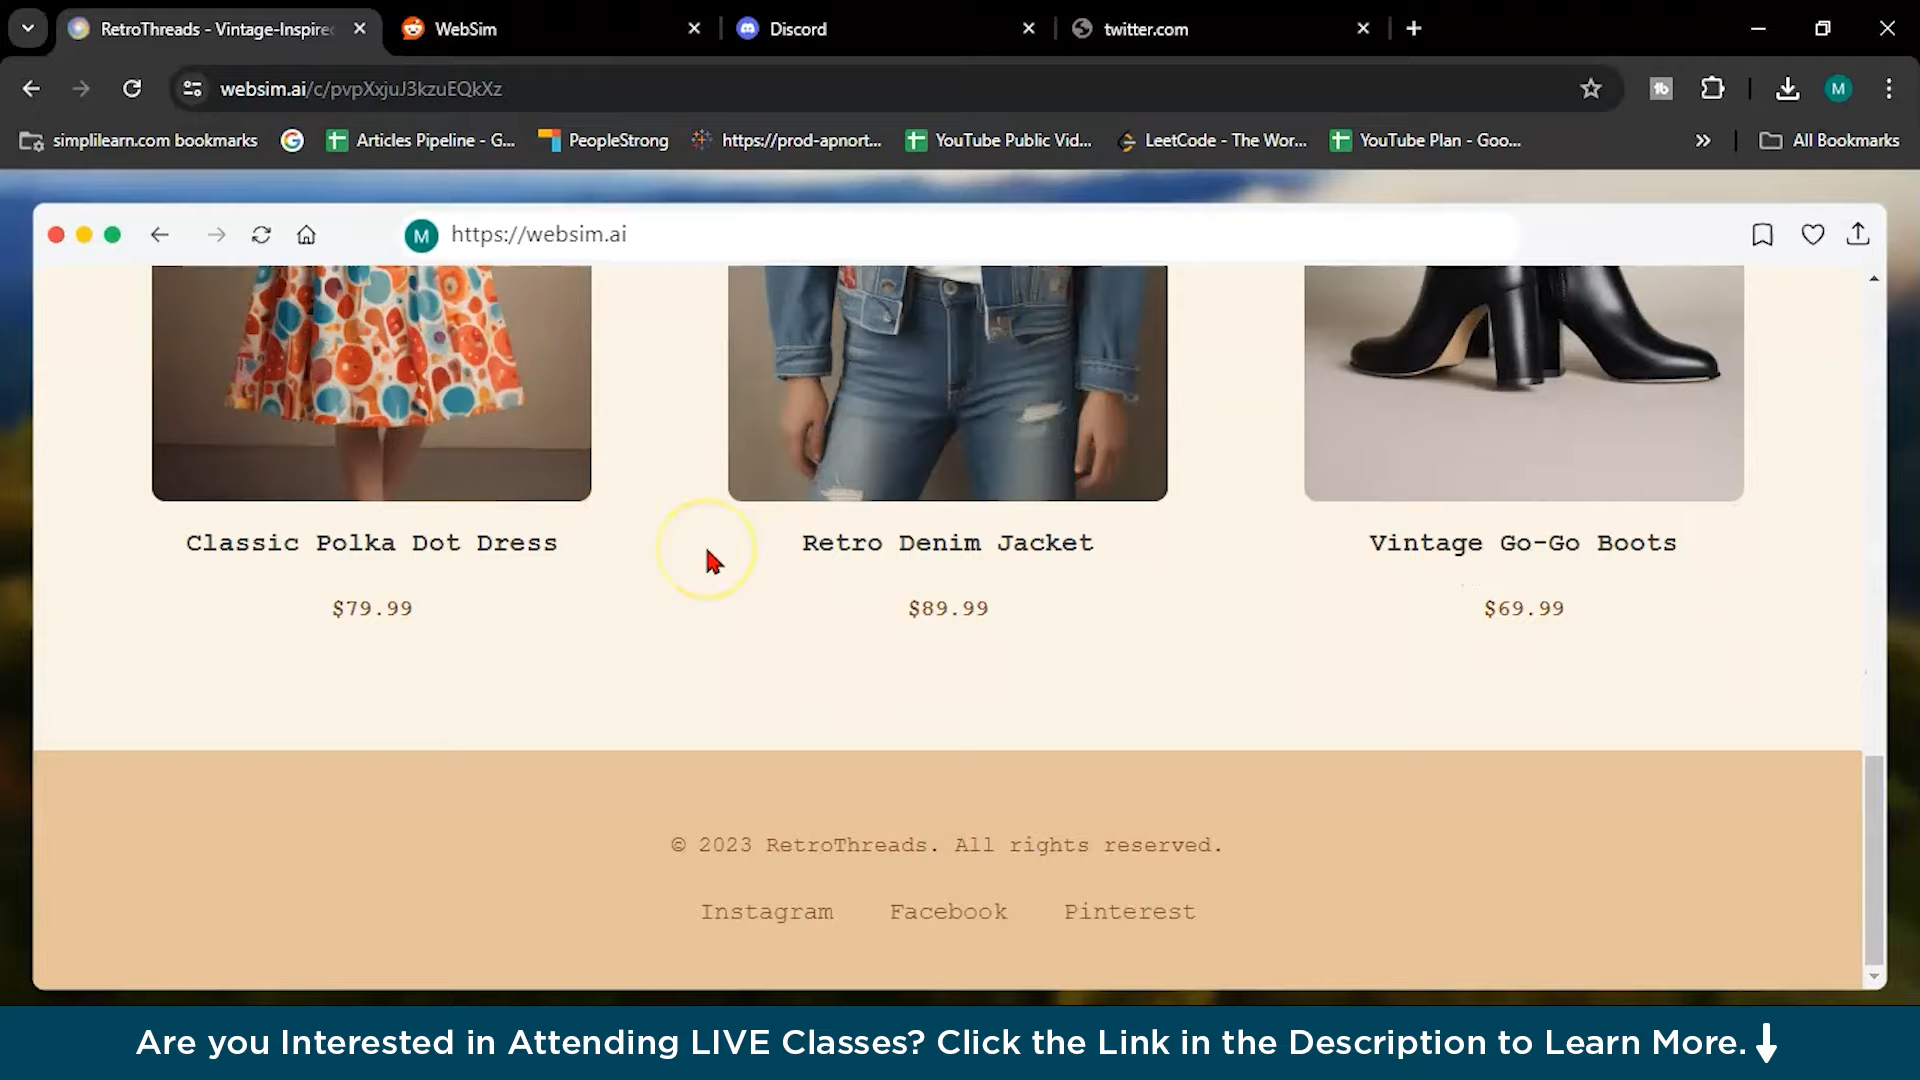 RetroThreads - Vintage-Inspired
WebSim
Discord
twitter.com
websim.ai/c/pvpXxjuJ3kzuEQkXz
M
simplilearn.com bookmarks
Articles Pipeline - G...
PeopleStrong
https://prod-apnort...
YouTube Public Vid...
LeetCode - The Wor...
YouTube Plan - Goo...
All Bookmarks
M
https://websim.ai
Classic Polka Dot Dress
Retro Denim Jacket
Vintage Go-Go Boots
$79.99
$89.99
$69.99
© 2023 RetroThreads. All rights reserved.
Instagram
Facebook
Pinterest
Are you Interested in Attending LIVE Classes? Click the Link in the Description to Learn More.